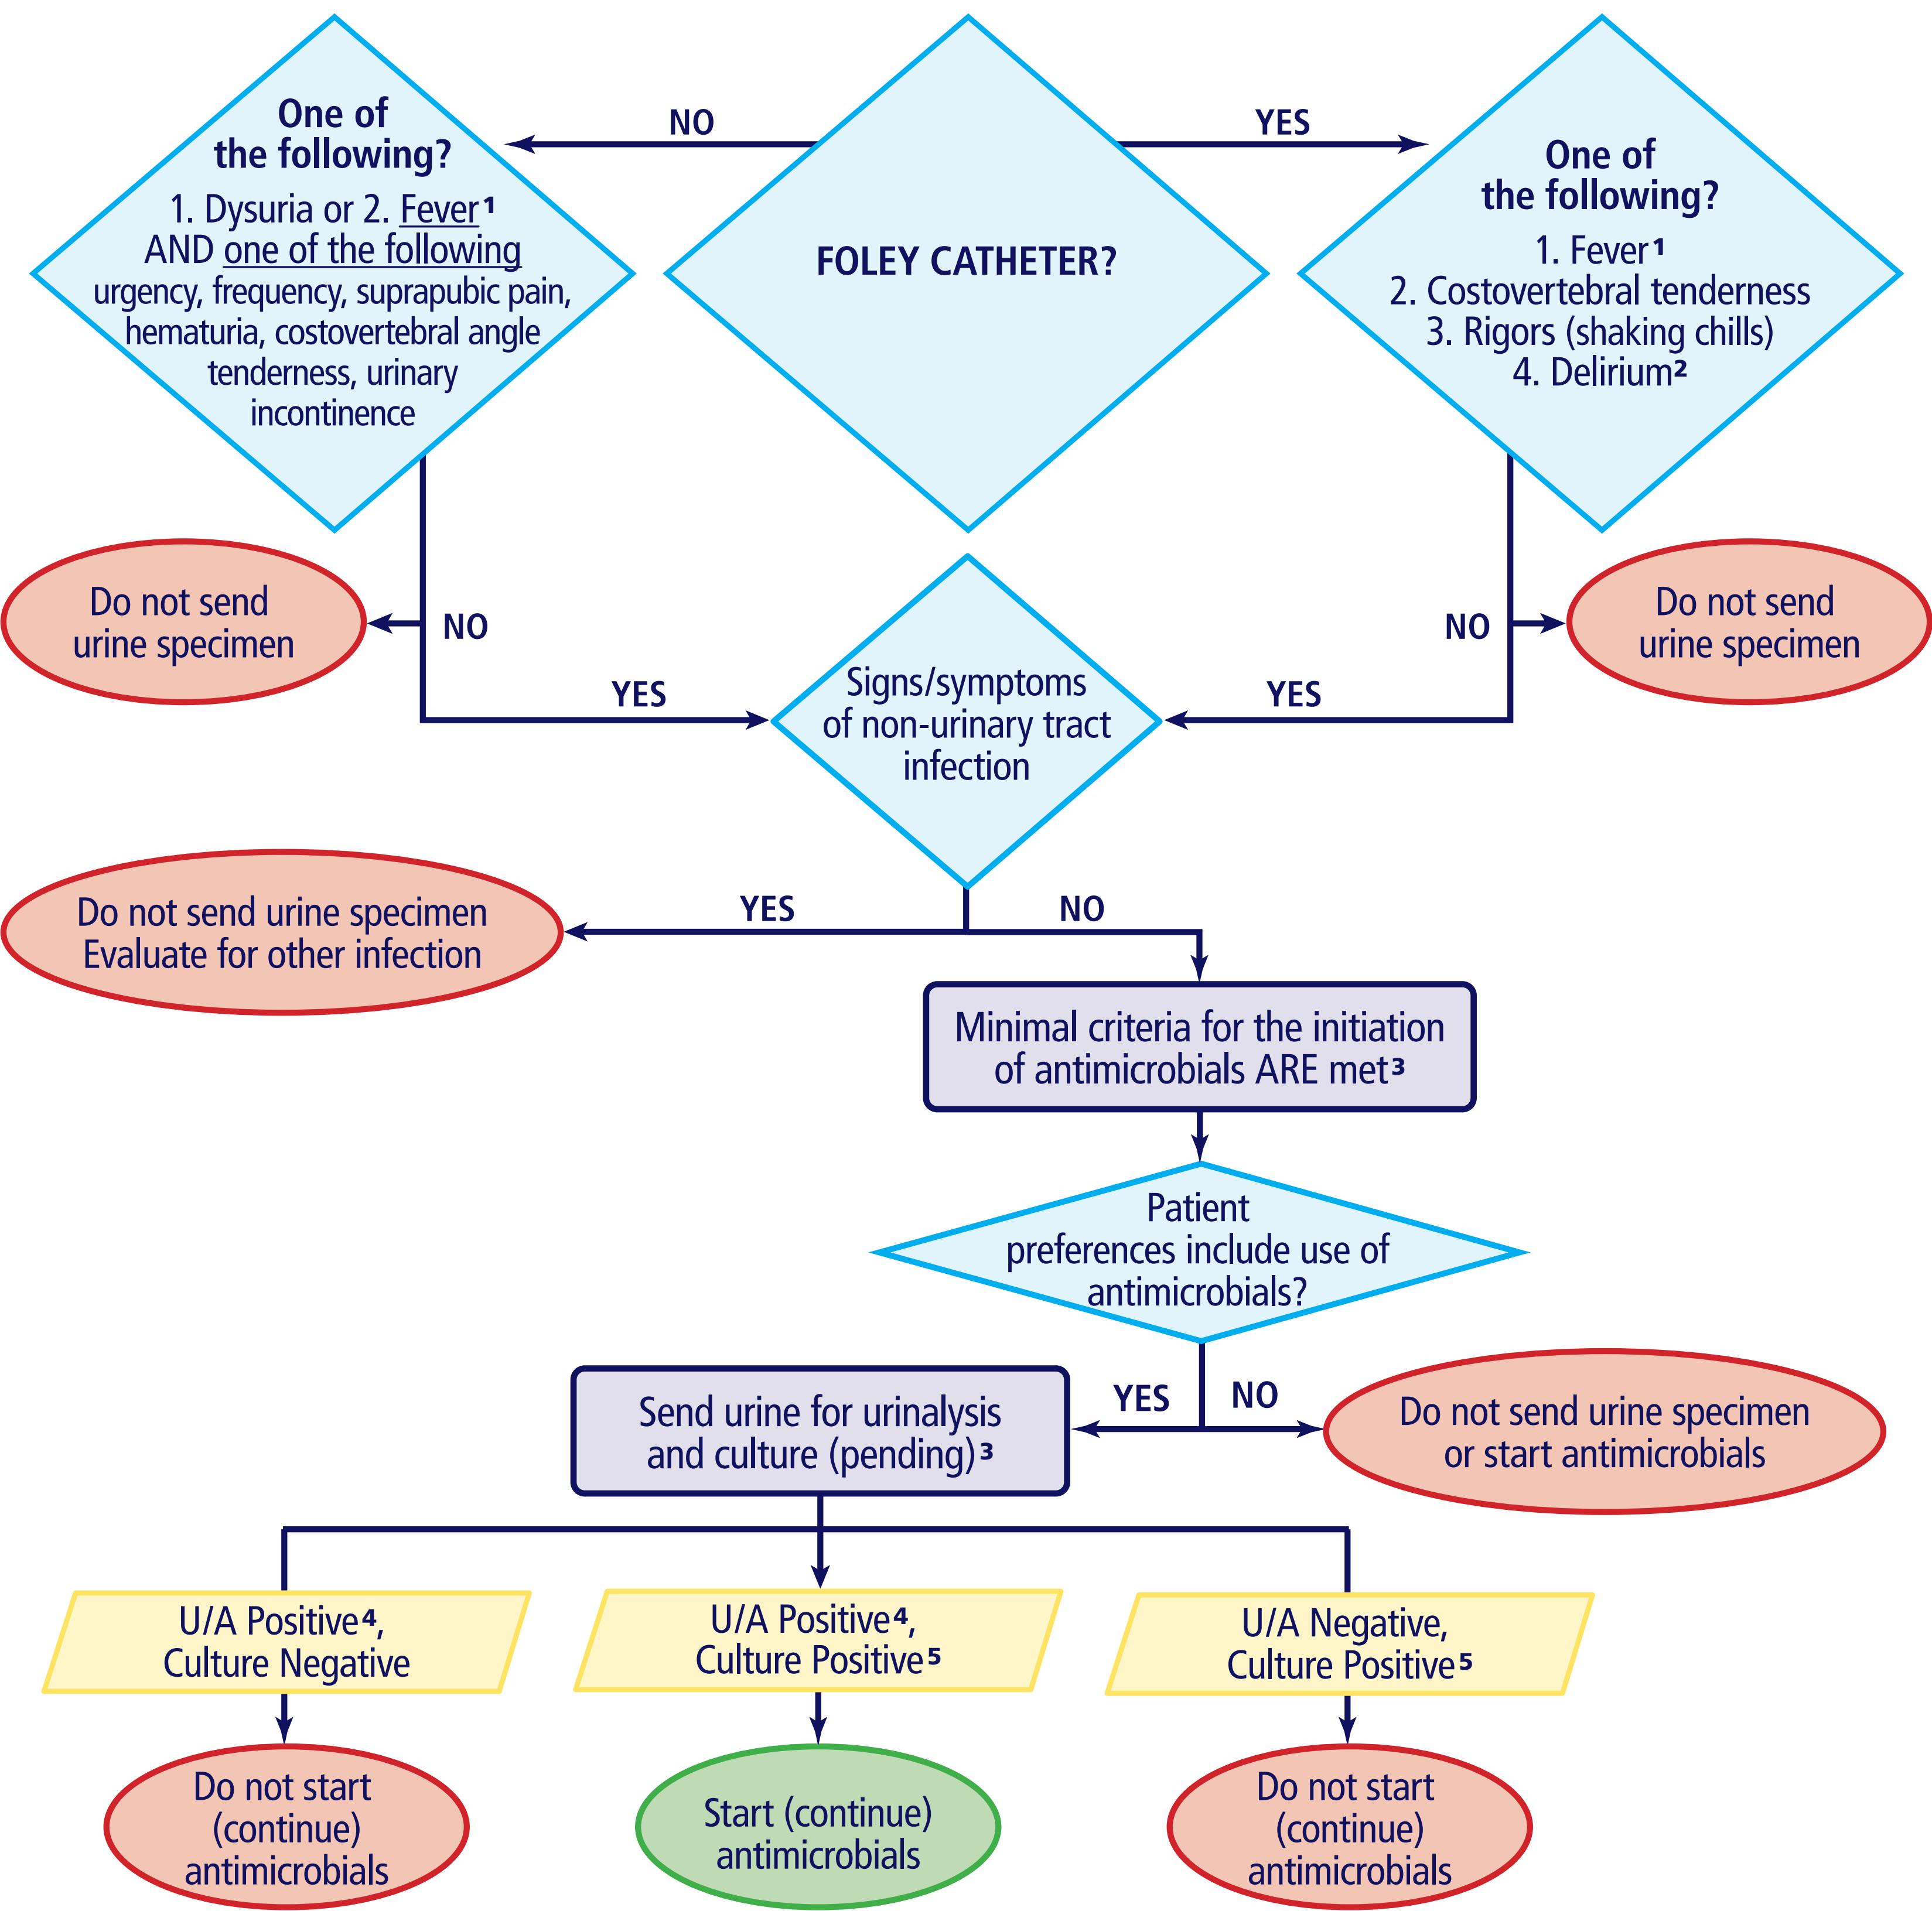 One of
the following?
1. Dysuria or 2. Fever¹
AND one of the following
urgency, frequency, suprapubic pain,
hematuria, costovertebral angle
tenderness, urinary
incontinence
NO
FOLEY CATHETER?
YES
One of
the following?
1. Fever¹
2. Costovertebral tenderness
3. Rigors (shaking chills)
4. Delirium²
Do not send
urine specimen
NO
YES
Signs/symptoms
of non-urinary tract
infection
NO
YES
Do not send
urine specimen
YES
NO
Do not send urine specimen
Evaluate for other infection
Minimal criteria for the initiation
of antimicrobials ARE met³
Patient
preferences include use of
antimicrobials?
YES
NO
Send urine for urinalysis
and culture (pending)³
Do not send urine specimen
or start antimicrobials
U/A Positive⁴,
Culture Negative
U/A Positive⁴,
Culture Positive⁵
U/A Negative,
Culture Positive⁵
Do not start
(continue)
antimicrobials
Start (continue)
antimicrobials
Do not start
(continue)
antimicrobials